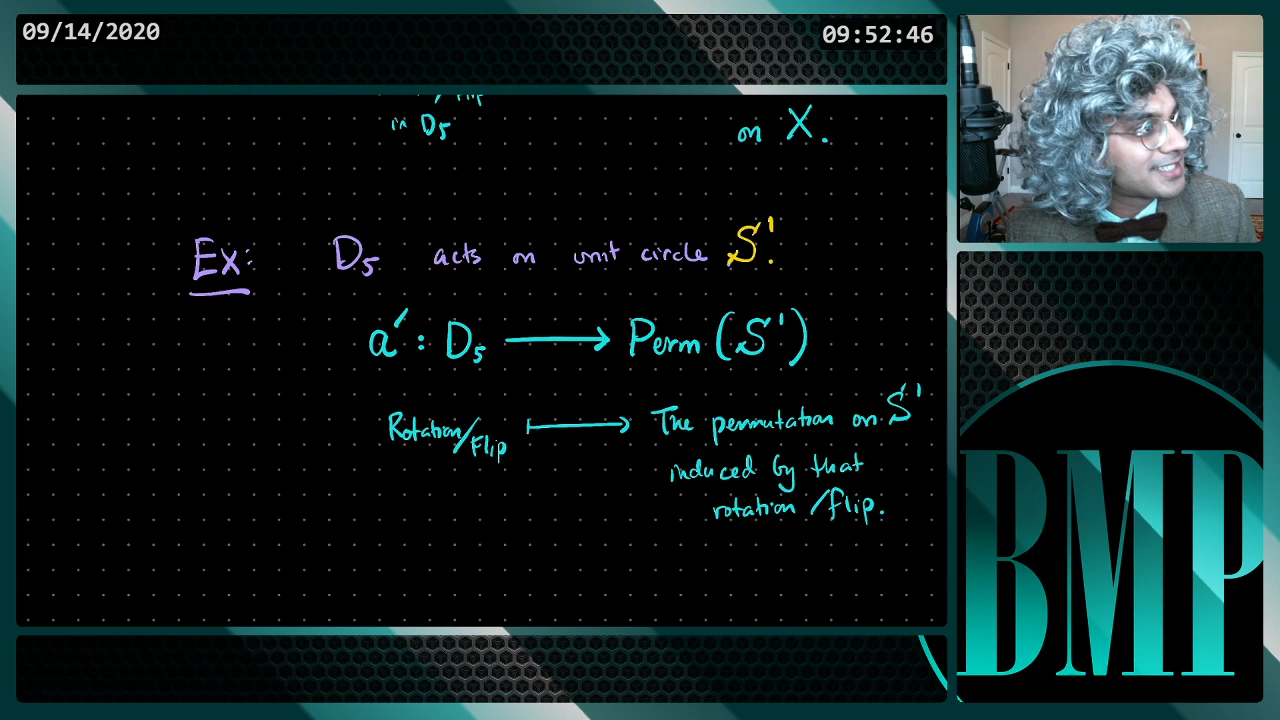 09/14/2020
09:52:46
in D₅
on X.
Ex: D₅ acts on unit circle S¹.
a′ : D₅ ⟶ Perm (S¹)
Rotation/Flip ⟼ The permutation on S¹
induced by that
rotation/flip.
BMP